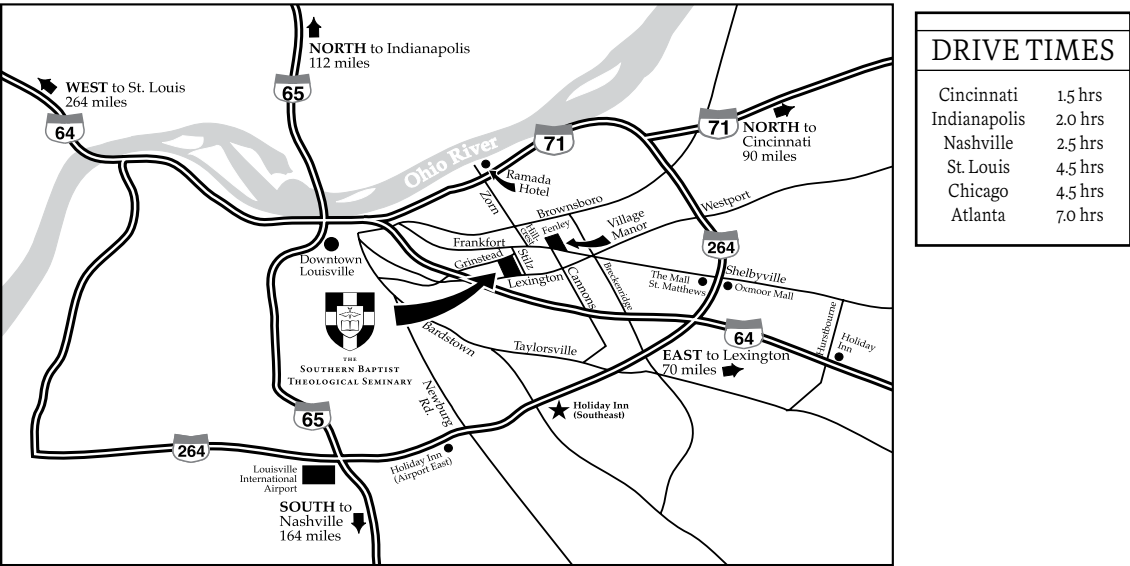 NORTH to Indianapolis
112 miles
WEST to St. Louis
264 miles
65
64
71
71
NORTH to
Cincinnati
90 miles
Ohio River
Ramada
Hotel
Zorn
Brownsboro
Westport
Village
Manor
Hill-
crest
Fenley
Frankfort
264
Grinstead
Stilz
Lexington
Cannons
Breckenridge
Shelbyville
The Mall
St. Matthews
Oxmoor Mall
Downtown
Louisville
Hurstbourne
Holiday
Inn
64
EAST to Lexington
70 miles
Bardstown
Taylorsville
THE
SOUTHERN BAPTIST
THEOLOGICAL SEMINARY
Newburg
Rd.
Holiday Inn
(Southeast)
65
264
Holiday Inn
(Airport East)
Louisville
International
Airport
SOUTH to
Nashville
164 miles
DRIVE TIMES
Cincinnati 1.5 hrs
Indianapolis 2.0 hrs
Nashville 2.5 hrs
St. Louis 4.5 hrs
Chicago 4.5 hrs
Atlanta 7.0 hrs